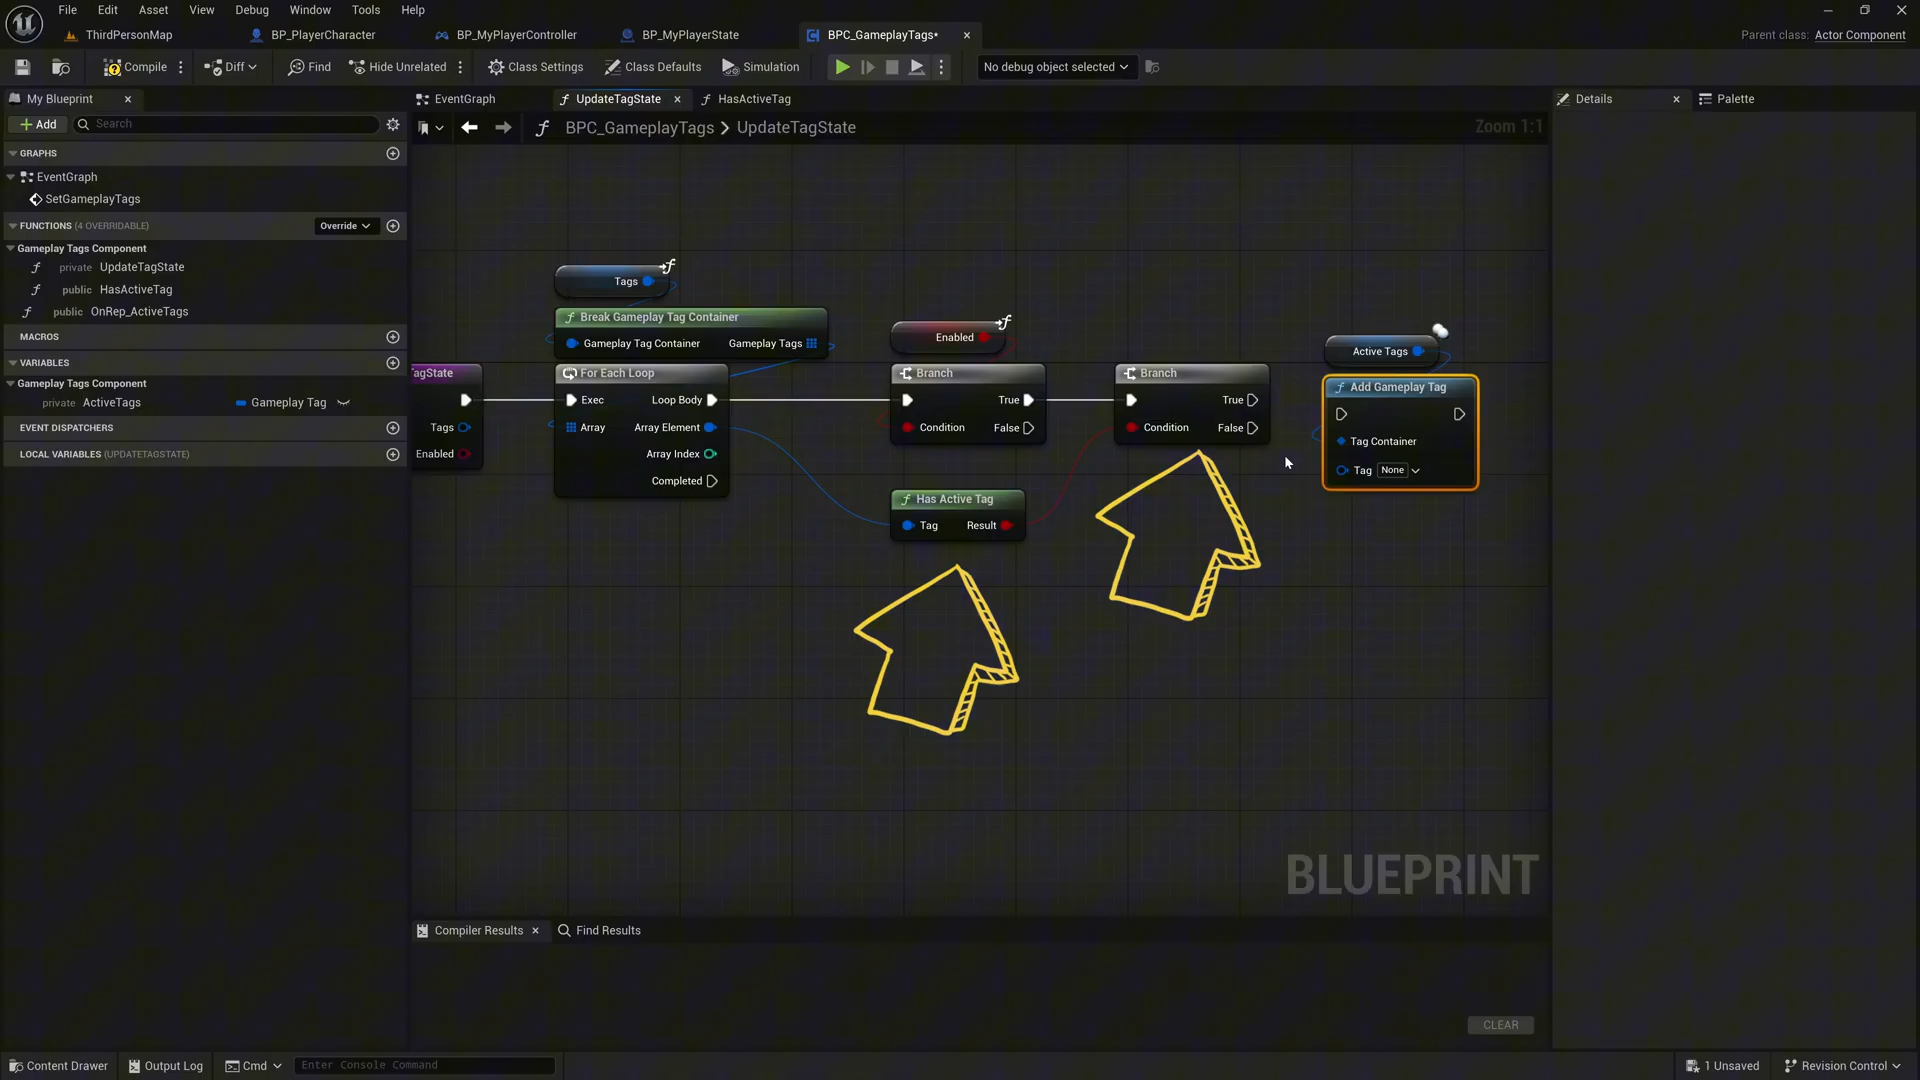 File Edit Asset View Debug Window Tools Help
ThirdPersonMap BP_PlayerCharacter BP_MyPlayerController BP_MyPlayerState BPC_GameplayTags*
Parent class: Actor Component
Compile Diff Find Hide Unrelated Class Settings Class Defaults Simulation No debug object selected
My Blueprint
EventGraph UpdateTagState HasActiveTag
Details Palette
Add Search
BPC_GameplayTags > UpdateTagState
Zoom 1:1
GRAPHS
EventGraph
SetGameplayTags
FUNCTIONS (4 OVERRIDABLE) Override
Gameplay Tags Component
private UpdateTagState
public HasActiveTag
public OnRep_ActiveTags
MACROS
VARIABLES
Gameplay Tags Component
private ActiveTags Gameplay Tag
EVENT DISPATCHERS
LOCAL VARIABLES (UPDATETAGSTATE)
agState
Tags
Enabled
Tags
Break Gameplay Tag Container
Gameplay Tag Container Gameplay Tags
For Each Loop
Exec Loop Body
Array Array Element
Array Index
Completed
Enabled
Branch
True
Condition False
Has Active Tag
Tag Result
Branch
True
Condition False
Active Tags
Add Gameplay Tag
Tag Container
Tag None
BLUEPRINT
Compiler Results Find Results
CLEAR
Content Drawer Output Log Cmd Enter Console Command
1 Unsaved Revision Control